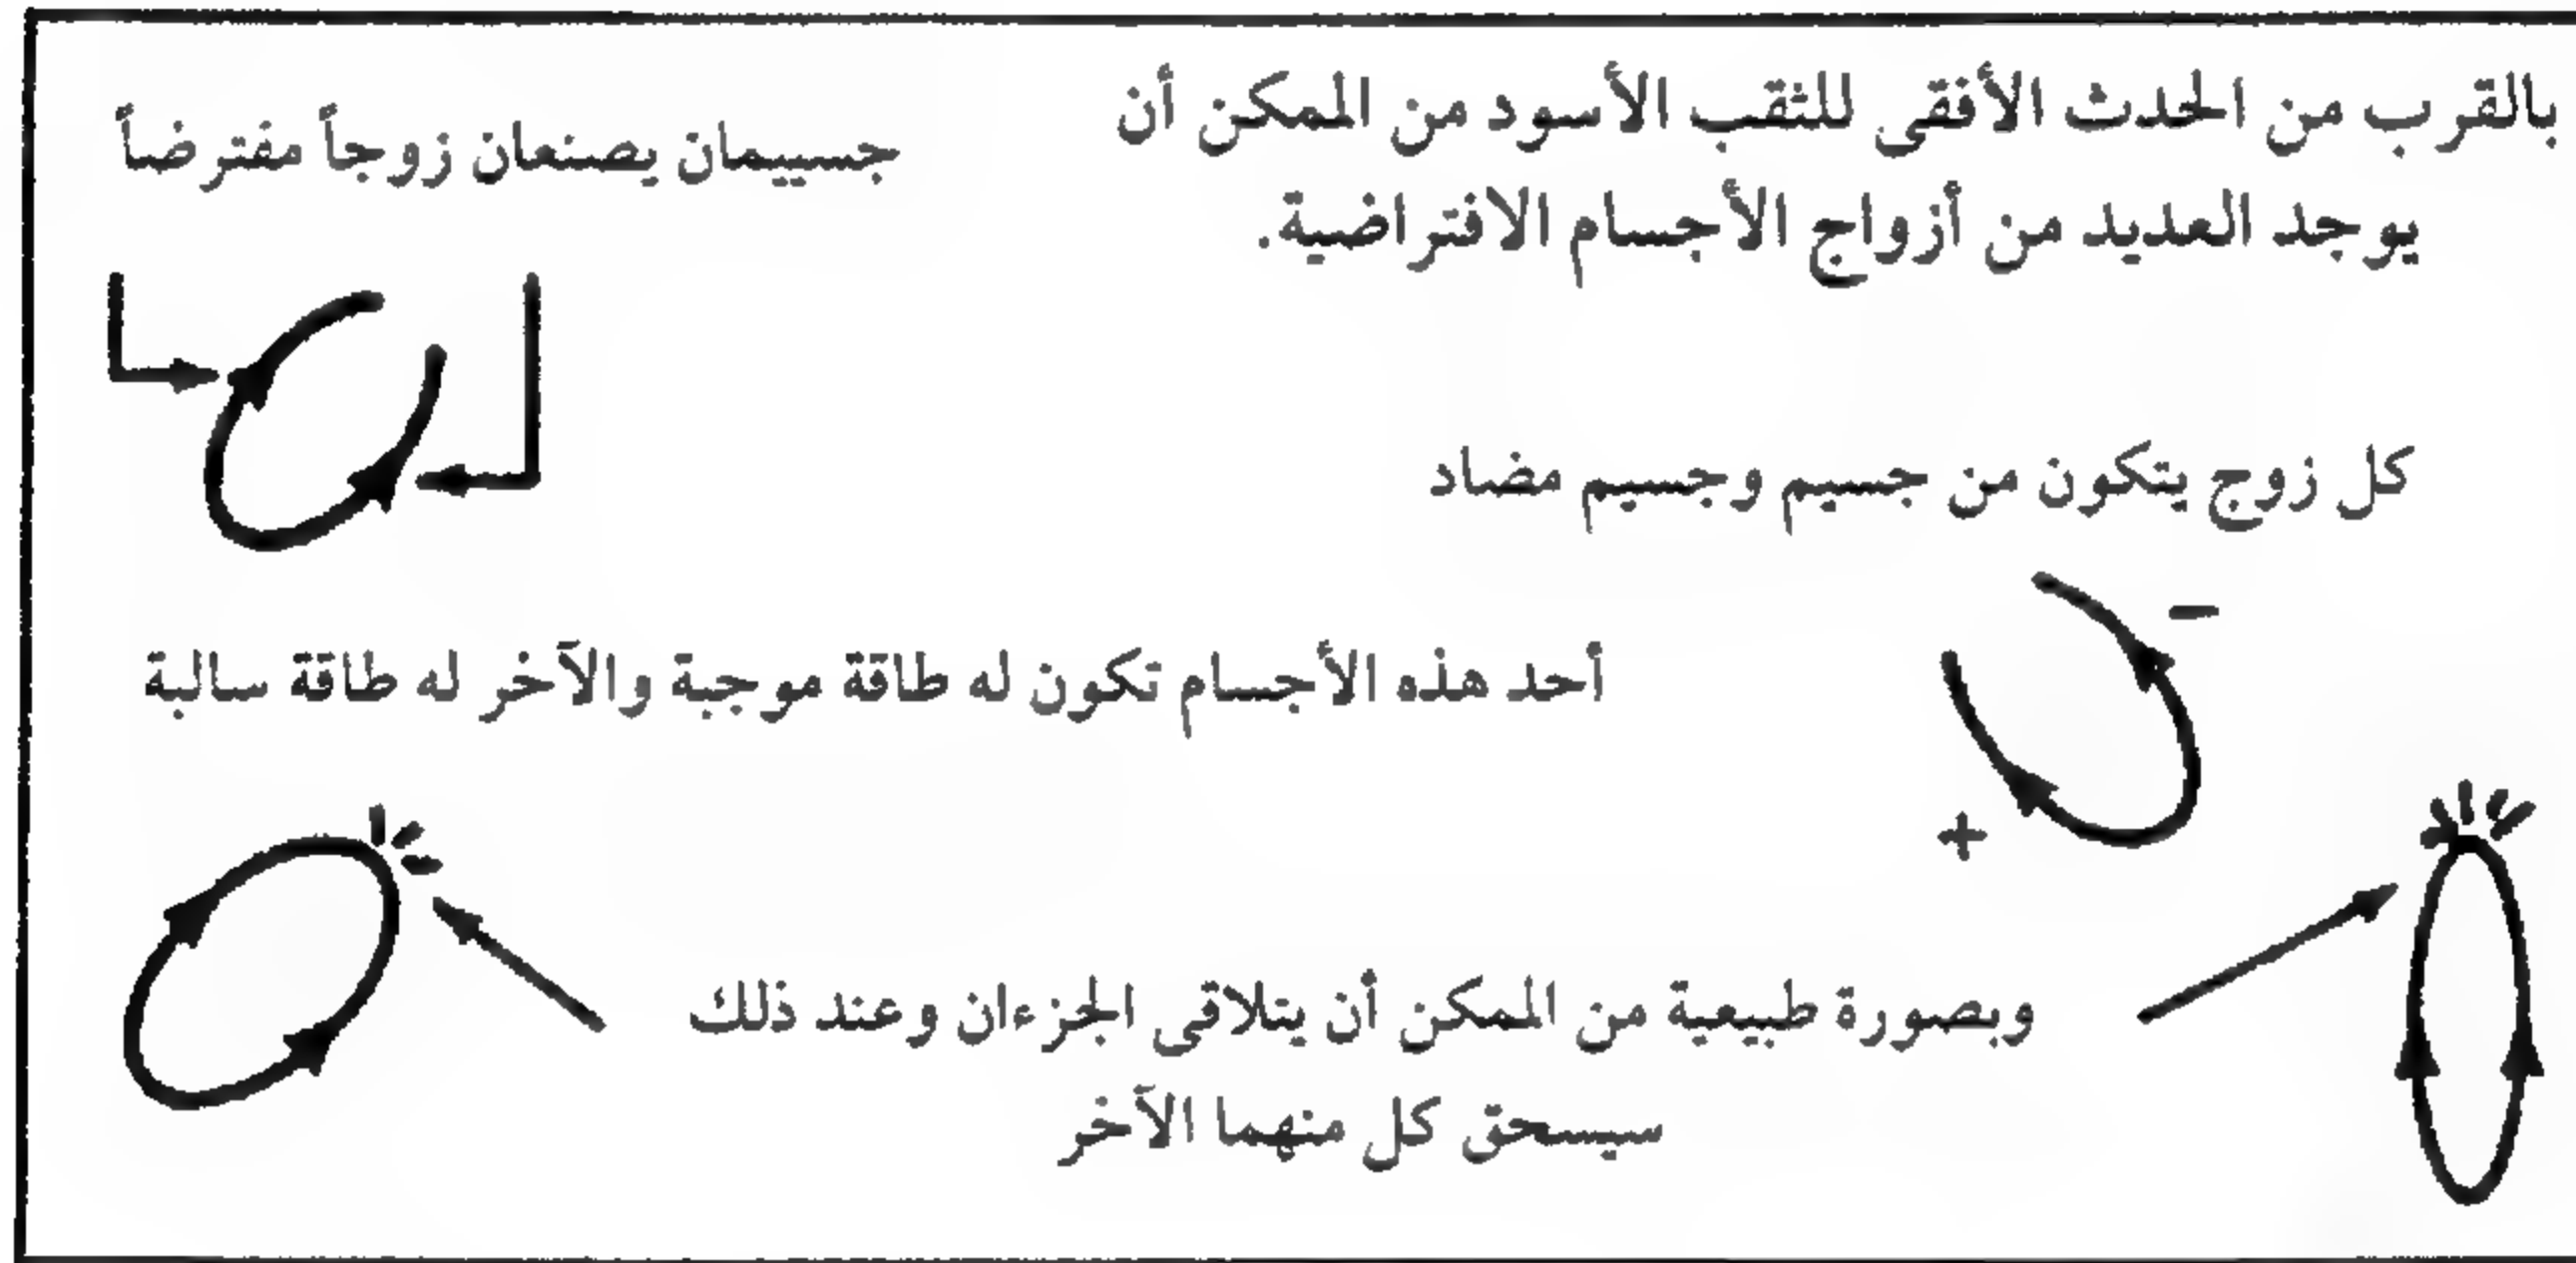 بالقرب من الحدث الأفقى للثقب الأسود من الممكن أن
يوجد العديد من أزواج الأجسام الافتراضية.
جسييمان يصنعان زوجاً مفترضاً
كل زوج يتكون من جسيم وجسيم مضاد
-
+
أحد هذه الأجسام تكون له طاقة موجبة والآخر له طاقة سالبة
وبصورة طبيعية من الممكن أن يتلاقى الجزءان وعند ذلك
سيسحق كل منهما الآخر